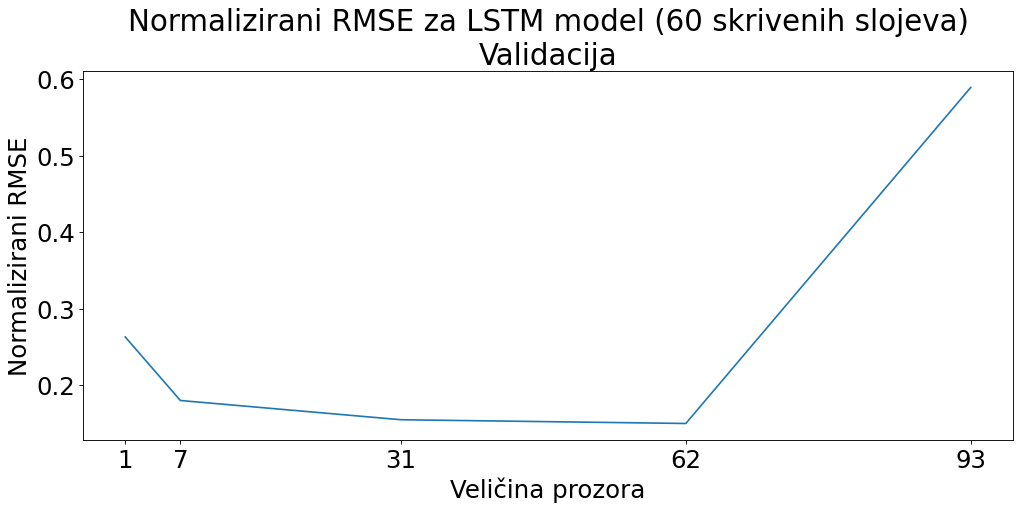 Normalizirani RMSE za LSTM model (60 skrivenih slojeva)
Validacija
Normalizirani RMSE
0.6
0.5
0.4
0.3
0.2
1 7 31 62 93
Veličina prozora